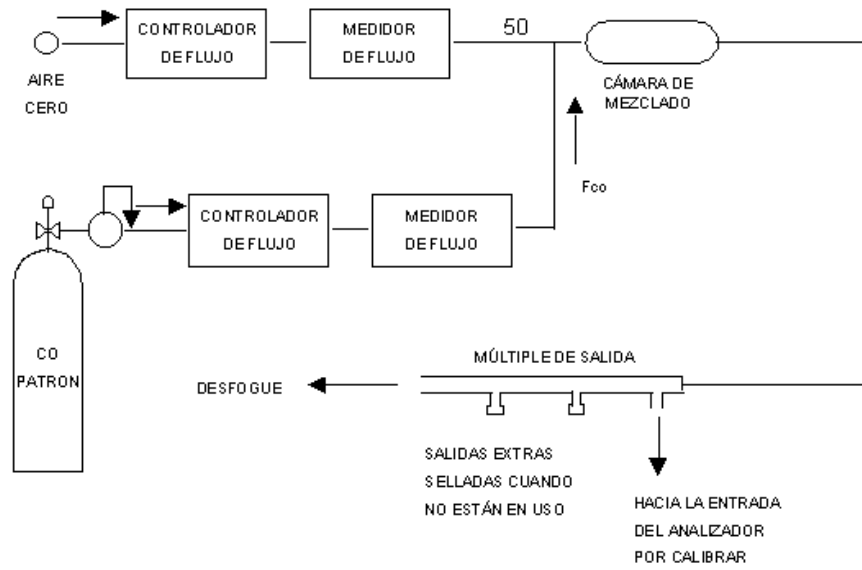 CONTROLADOR
DE FLUJO
MEDIDOR
DE FLUJO
50
AIRE
CERO
CÁMARA DE
MEZCLADO
Fco
CONTROLADOR
DE FLUJO
MEDIDOR
DE FLUJO
CO
PATRON
MÚLTIPLE DE SALIDA
DESFOGUE
SALIDAS EXTRAS
SELLADAS CUANDO
NO ESTÁN EN USO
HACIA LA ENTRADA
DEL ANALIZADOR
POR CALIBRAR